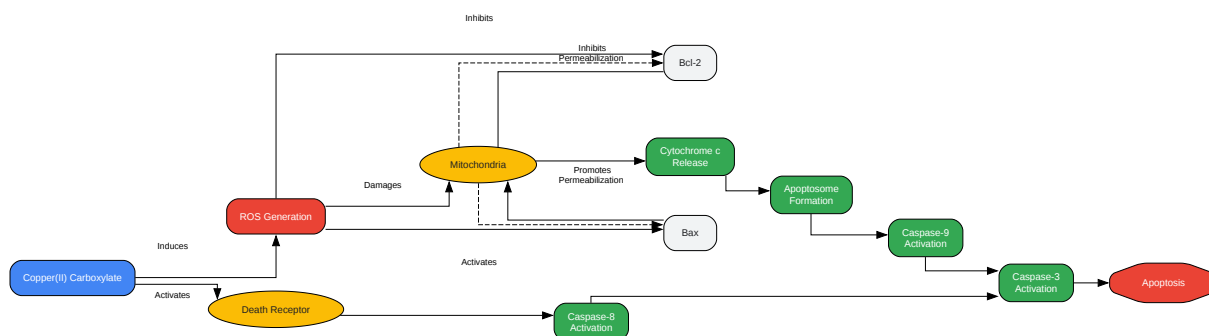 Inhibits
Inhibits
Permeabilization
Bcl-2
Cytochrome c
Release
Mitochondria
Promotes
Permeabilization
Damages
Apoptosome
Formation
ROS Generation
Bax
Caspase-9
Activation
Induces
Activates
Copper(II) Carboxylate
Caspase-3
Activation
Apoptosis
Activates
Death Receptor
Caspase-8
Activation